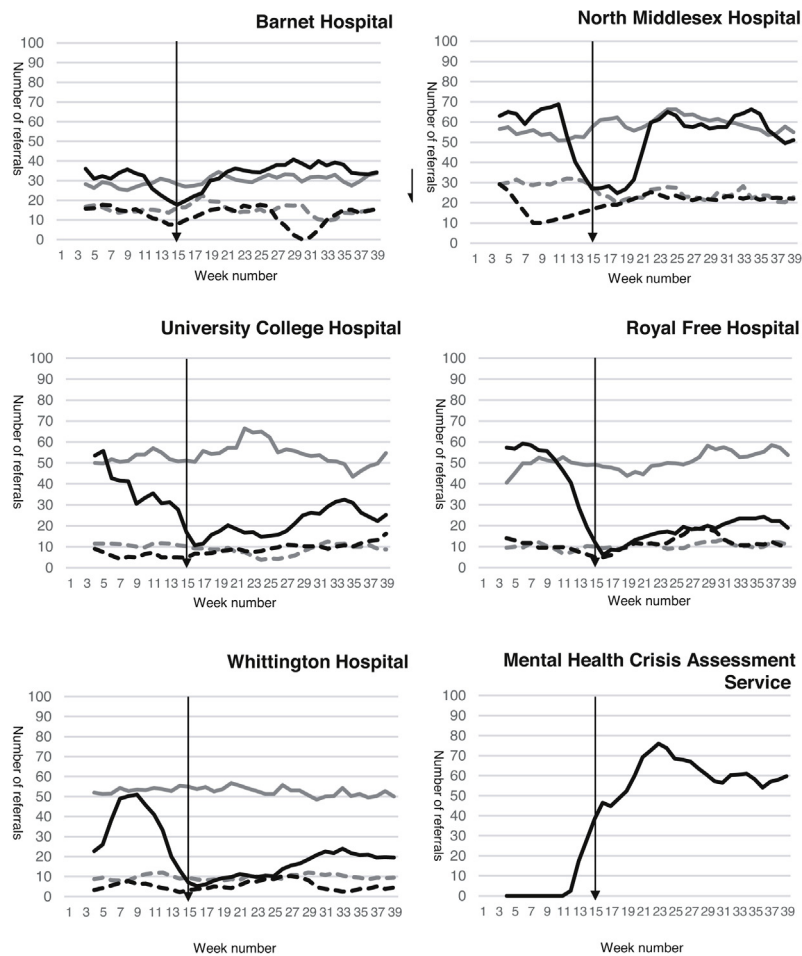 Barnet Hospital
100
90
80
70
60
50
40
30
20
10
0
Number of referrals
1 3 5 7 9 11 13 15 17 19 21 23 25 27 29 31 33 35 37 39
Week number
North Middlesex Hospital
100
90
80
70
60
50
40
30
20
10
0
Number of referrals
1 3 5 7 9 11 13 15 17 19 21 23 25 27 29 31 33 35 37 39
Week number
University College Hospital
100
90
80
70
60
50
40
30
20
10
0
Number of referrals
1 3 5 7 9 11 13 15 17 19 21 23 25 27 29 31 33 35 37 39
Week number
Royal Free Hospital
100
90
80
70
60
50
40
30
20
10
0
Number of referrals
1 3 5 7 9 11 13 15 17 19 21 23 25 27 29 31 33 35 37 39
Week number
Whittington Hospital
100
90
80
70
60
50
40
30
20
10
0
Number of referrals
1 3 5 7 9 11 13 15 17 19 21 23 25 27 29 31 33 35 37 39
Week number
Mental Health Crisis Assessment
Service
100
90
80
70
60
50
40
30
20
10
0
Number of referrals
1 3 5 7 9 11 13 15 17 19 21 23 25 27 29 31 33 35 37 39
Week number